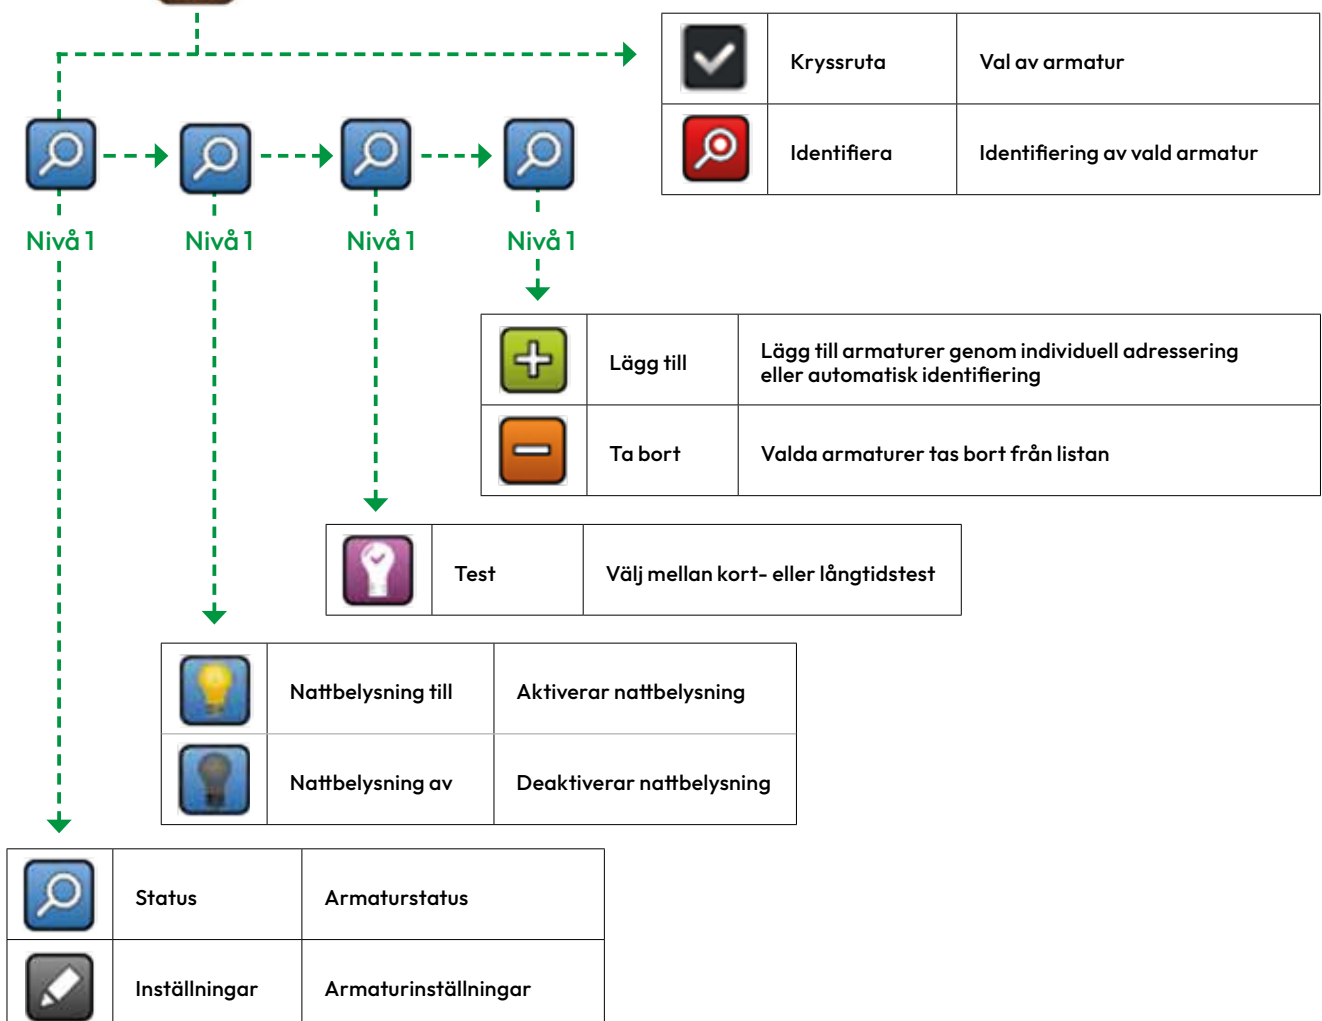 Kryssruta Val av armatur
Identifiera Identifiering av vald armatur
Nivå 1 Nivå 1 Nivå 1 Nivå 1
Lägg till Lägg till armaturer genom individuell adressering
eller automatisk identifiering
Ta bort Valda armaturer tas bort från listan
Test Välj mellan kort- eller långtidstest
Nattbelysning till Aktiverar nattbelysning
Nattbelysning av Deaktiverar nattbelysning
Status Armaturstatus
Inställningar Armaturinställningar